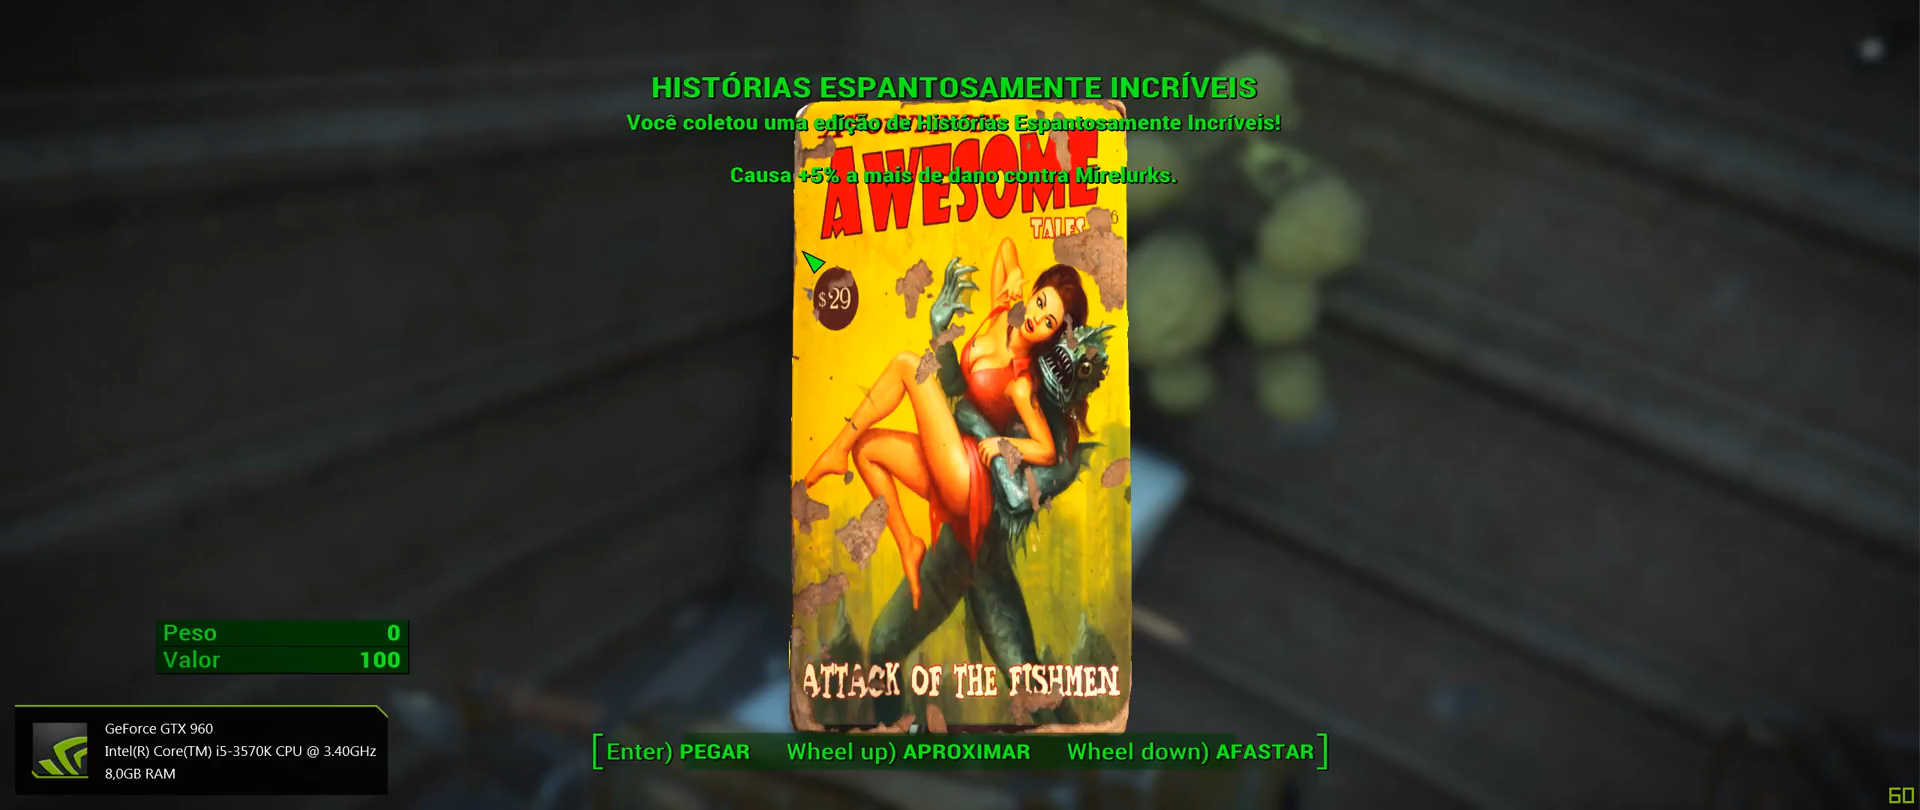 HISTÓRIAS ESPANTOSAMENTE INCRÍVEIS
Você coletou uma edição de Histórias Espantosamente Incríveis!
Causa +5% a mais de dano contra Mirelurks.
AWESOME
TALES
6
$29
ATTACK OF THE FISHMEN
Peso 0
Valor 100
GeForce GTX 960
Intel(R) Core(TM) i5-3570K CPU @ 3.40GHz
8,0GB RAM
[Enter) PEGAR Wheel up) APROXIMAR Wheel down) AFASTAR]
60